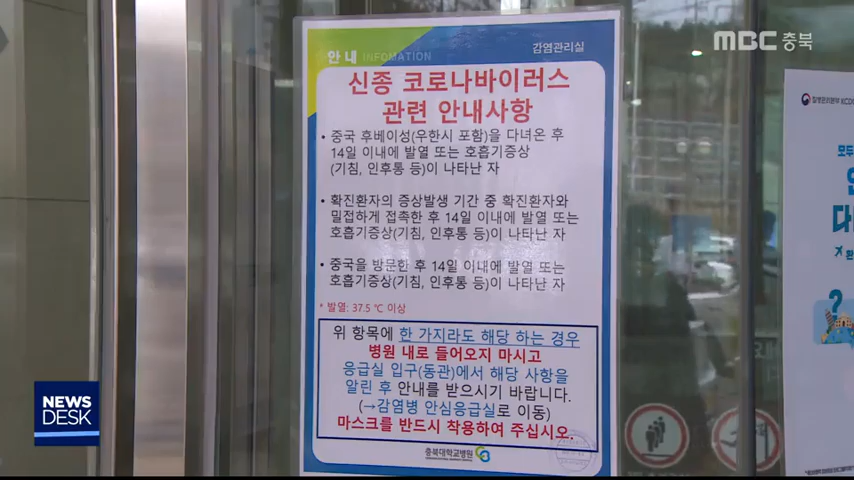 MBC 충북
안내 INFOMATION
감염관리실
신종 코로나바이러스
관련 안내사항
• 중국 후베이성(우한시 포함)을 다녀온 후
14일 이내에 발열 또는 호흡기증상
(기침, 인후통 등)이 나타난 자
• 확진환자의 증상발생 기간 중 확진환자와
밀접하게 접촉한 후 14일 이내에 발열 또는
호흡기증상(기침, 인후통 등)이 나타난 자
• 중국을 방문한 후 14일 이내에 발열 또는
호흡기증상(기침, 인후통 등)이 나타난 자
* 발열: 37.5 ℃ 이상
위 항목에 한 가지라도 해당 하는 경우
병원 내로 들어오지 마시고
응급실 입구(동관)에서 해당 사항을
알린 후 안내를 받으시기 바랍니다.
(→감염병 안심응급실로 이동)
마스크를 반드시 착용하여 주십시오.
충북대학교병원
질병관리본부 KCDC
모두
다
?
NEWS
DESK